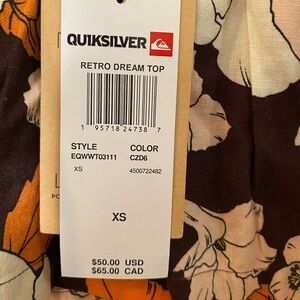 QUIKSILVER
RETRO DREAM TOP
1 95718 24738 7
STYLE COLOR
EQWWT03111 CZD6
XS 4500722482
XS
$50.00 USD
$65.00 CAD